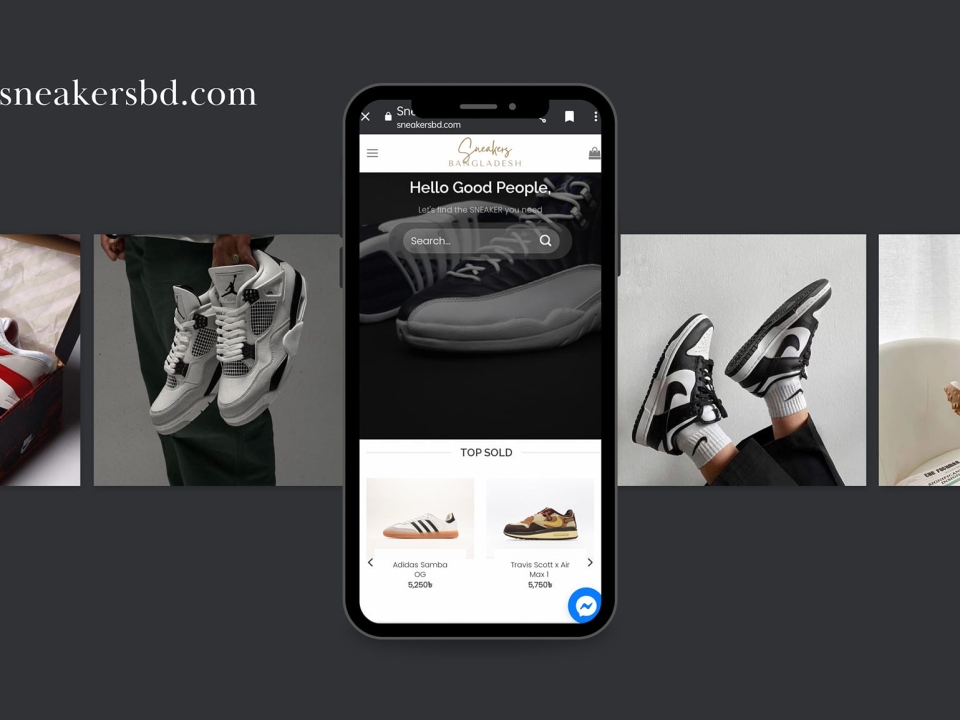 sneakersbd.com
Sne
sneakersbd.com
Sneakers
BANGLADESH
Hello Good People,
Let's find the SNEAKER you need
Search...
TOP SOLD
Adidas Samba
OG
5,250৳
Travis Scott x Air
Max 1
5,750৳